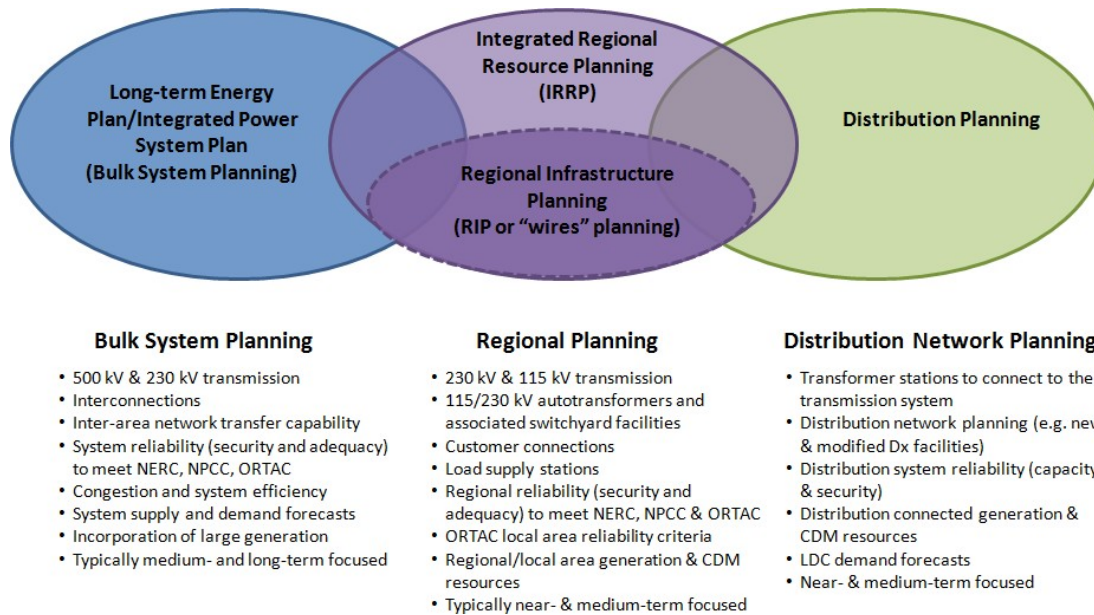 Long-term Energy
Plan/Integrated Power
System Plan
(Bulk System Planning)
Integrated Regional
Resource Planning
(IRRP)
Regional Infrastructure
Planning
(RIP or “wires” planning)
Distribution Planning
Bulk System Planning
• 500 kV & 230 kV transmission
• Interconnections
• Inter-area network transfer capability
• System reliability (security and adequacy)
to meet NERC, NPCC, ORTAC
• Congestion and system efficiency
• System supply and demand forecasts
• Incorporation of large generation
• Typically medium- and long-term focused
Regional Planning
• 230 kV & 115 kV transmission
• 115/230 kV autotransformers and
associated switchyard facilities
• Customer connections
• Load supply stations
• Regional reliability (security and
adequacy) to meet NERC, NPCC & ORTAC
• ORTAC local area reliability criteria
• Regional/local area generation & CDM
resources
• Typically near- & medium-term focused
Distribution Network Planning
• Transformer stations to connect to the
transmission system
• Distribution network planning (e.g. new
& modified Dx facilities)
• Distribution system reliability (capacity
& security)
• Distribution connected generation &
CDM resources
• LDC demand forecasts
• Near- & medium-term focused